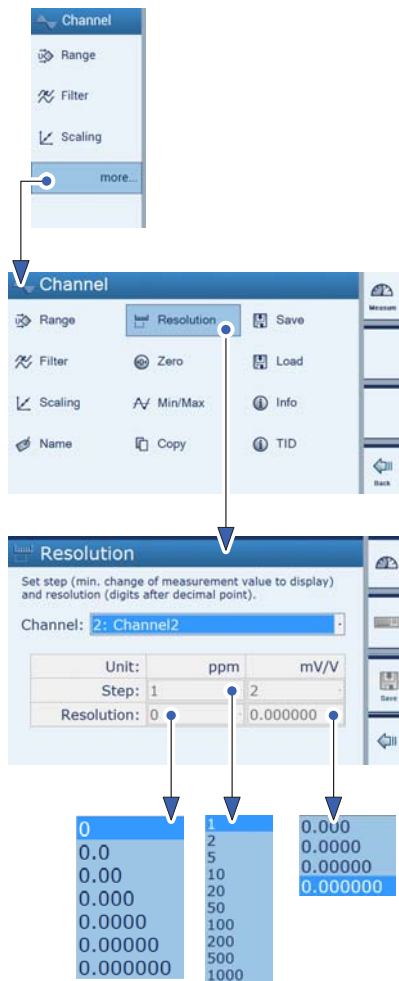 Channel
Range
Filter
Scaling
more...
Channel
Range Resolution Save
Filter Zero Load
Scaling Min/Max Info
Name Copy TID
Measure
Back
Resolution
Set step (min. change of measurement value to display)
and resolution (digits after decimal point).
Channel: 2: Channel2
Unit: ppm mV/V
Step: 1 2
Resolution: 0 0.000000
Save
0
0.0
0.00
0.000
0.0000
0.00000
0.000000
1
2
5
10
20
50
100
200
500
1000
0.000
0.0000
0.00000
0.000000